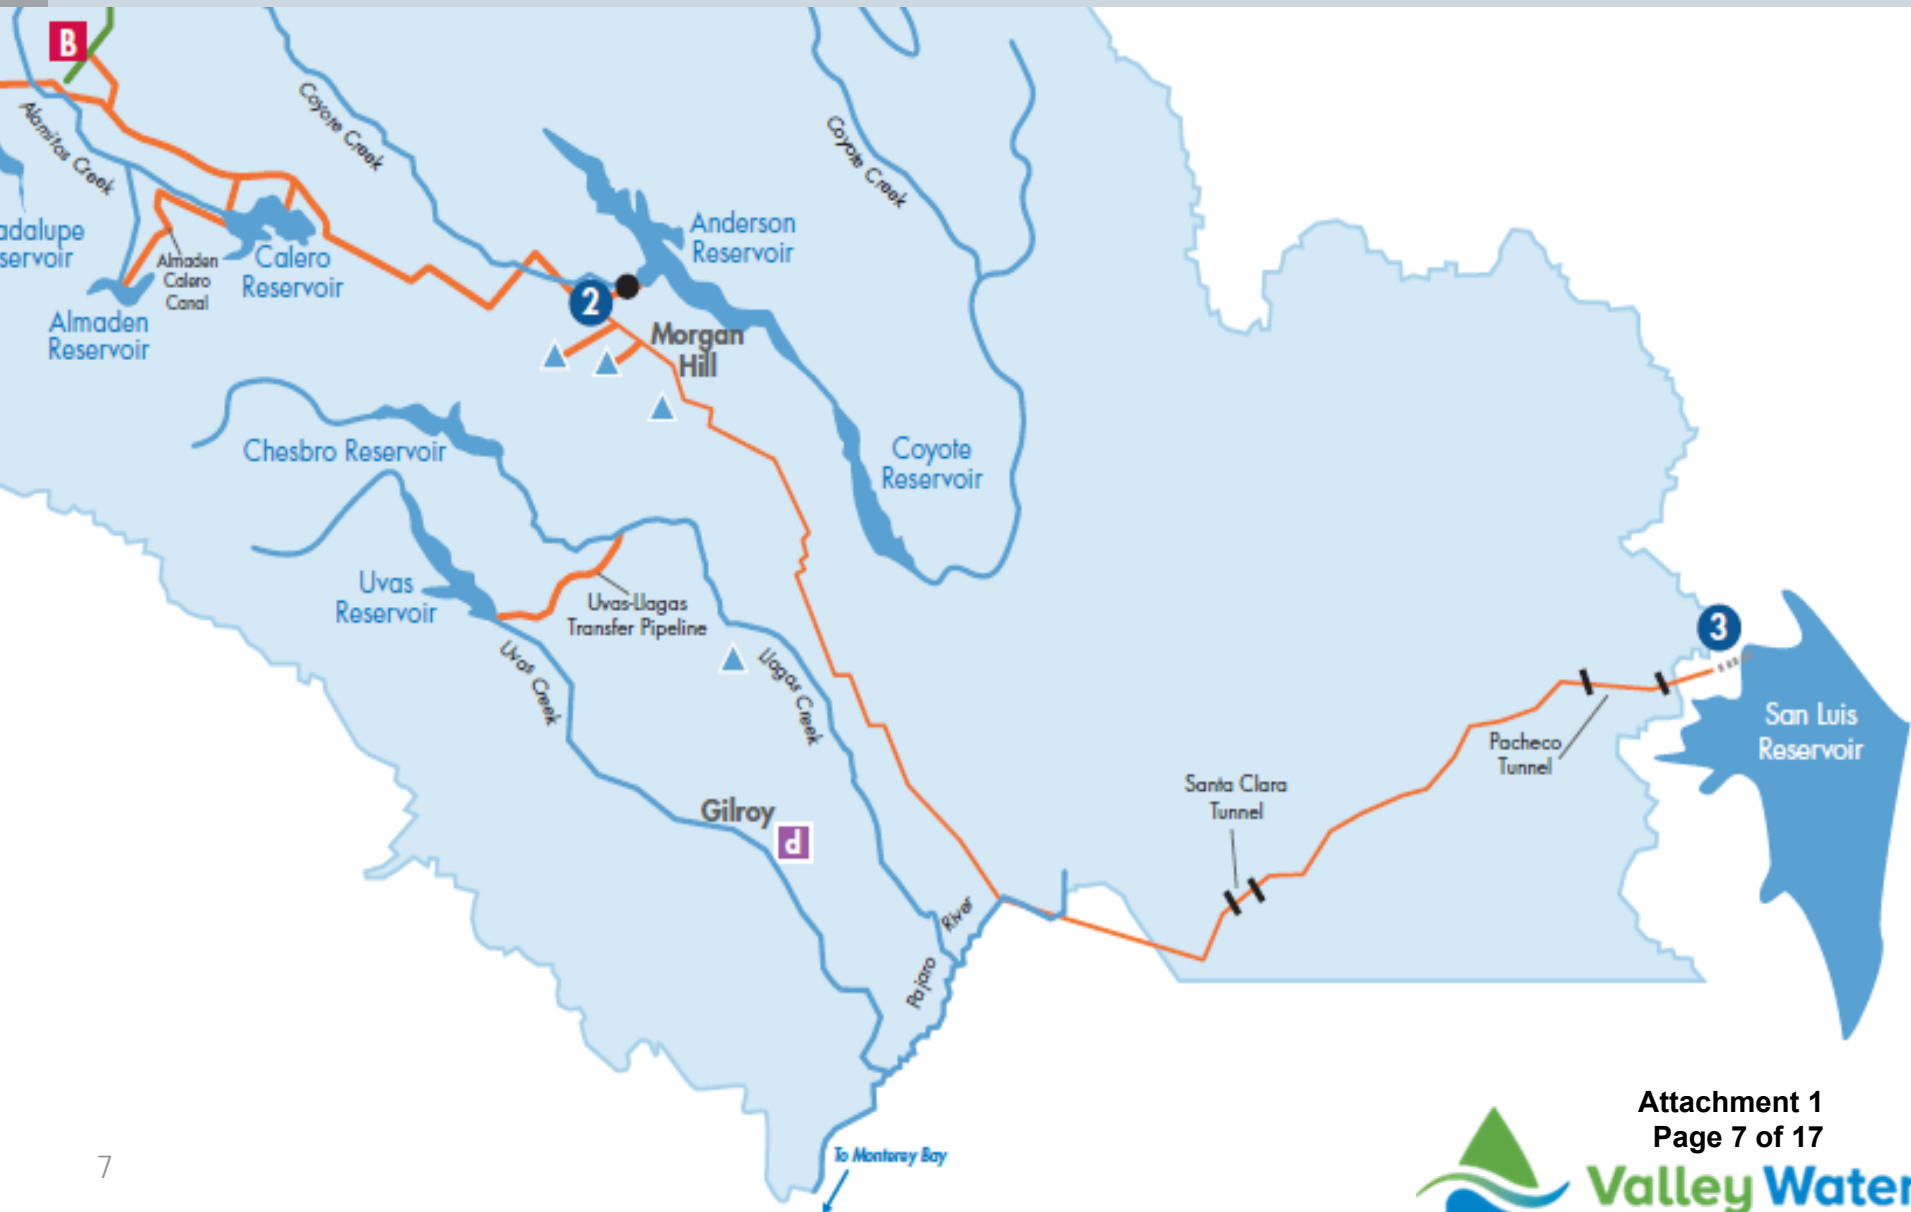 B
Alamitos Creek
Coyote Creek
Coyote Creek
Anderson
Reservoir
adalupe
servoir
Almaden
Calero
Canal
Calero
Reservoir
Almaden
Reservoir
2
Morgan
Hill
Chesbro Reservoir
Coyote
Reservoir
Uvas
Reservoir
Uvas-Llagas
Transfer Pipeline
Uvas Creek
Llagas Creek
3
San Luis
Reservoir
Pacheco
Tunnel
Santa Clara
Tunnel
Gilroy
d
Pajaro River
To Monterey Bay
Attachment 1
Page 7 of 17
7
Valley Water